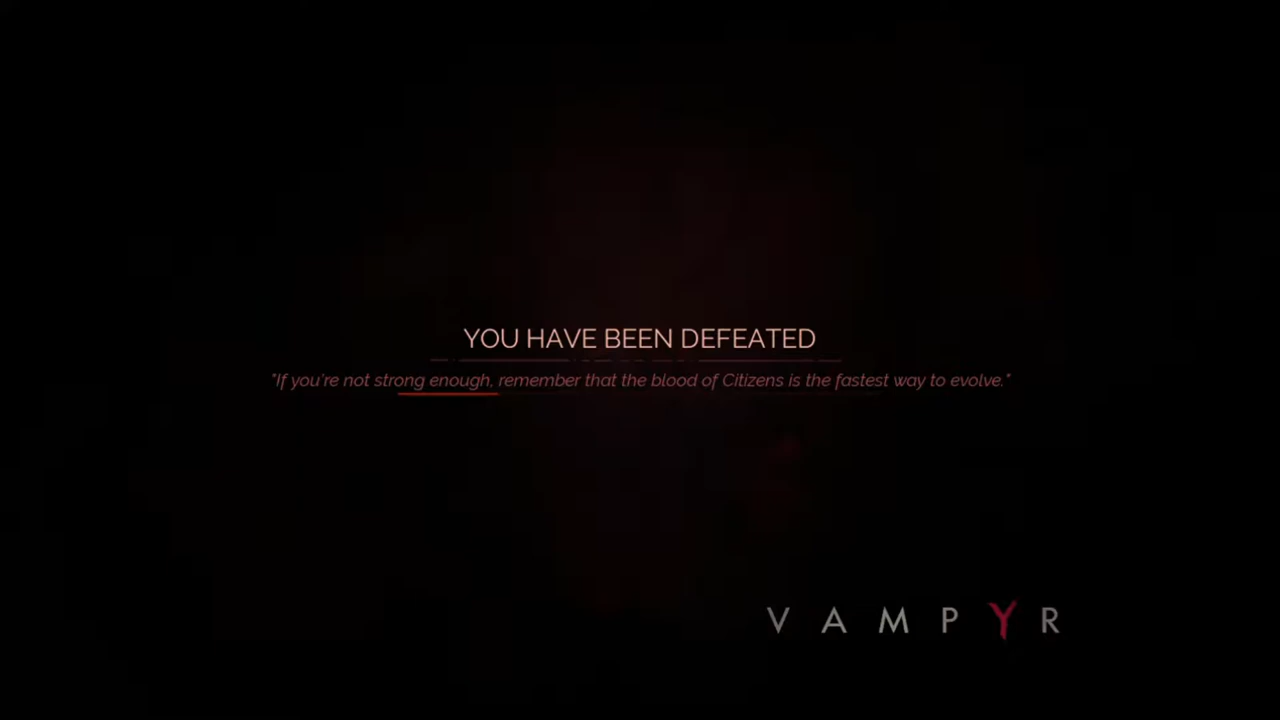 YOU HAVE BEEN DEFEATED
"If you're not strong enough, remember that the blood of Citizens is the fastest way to evolve."
VAMPYR